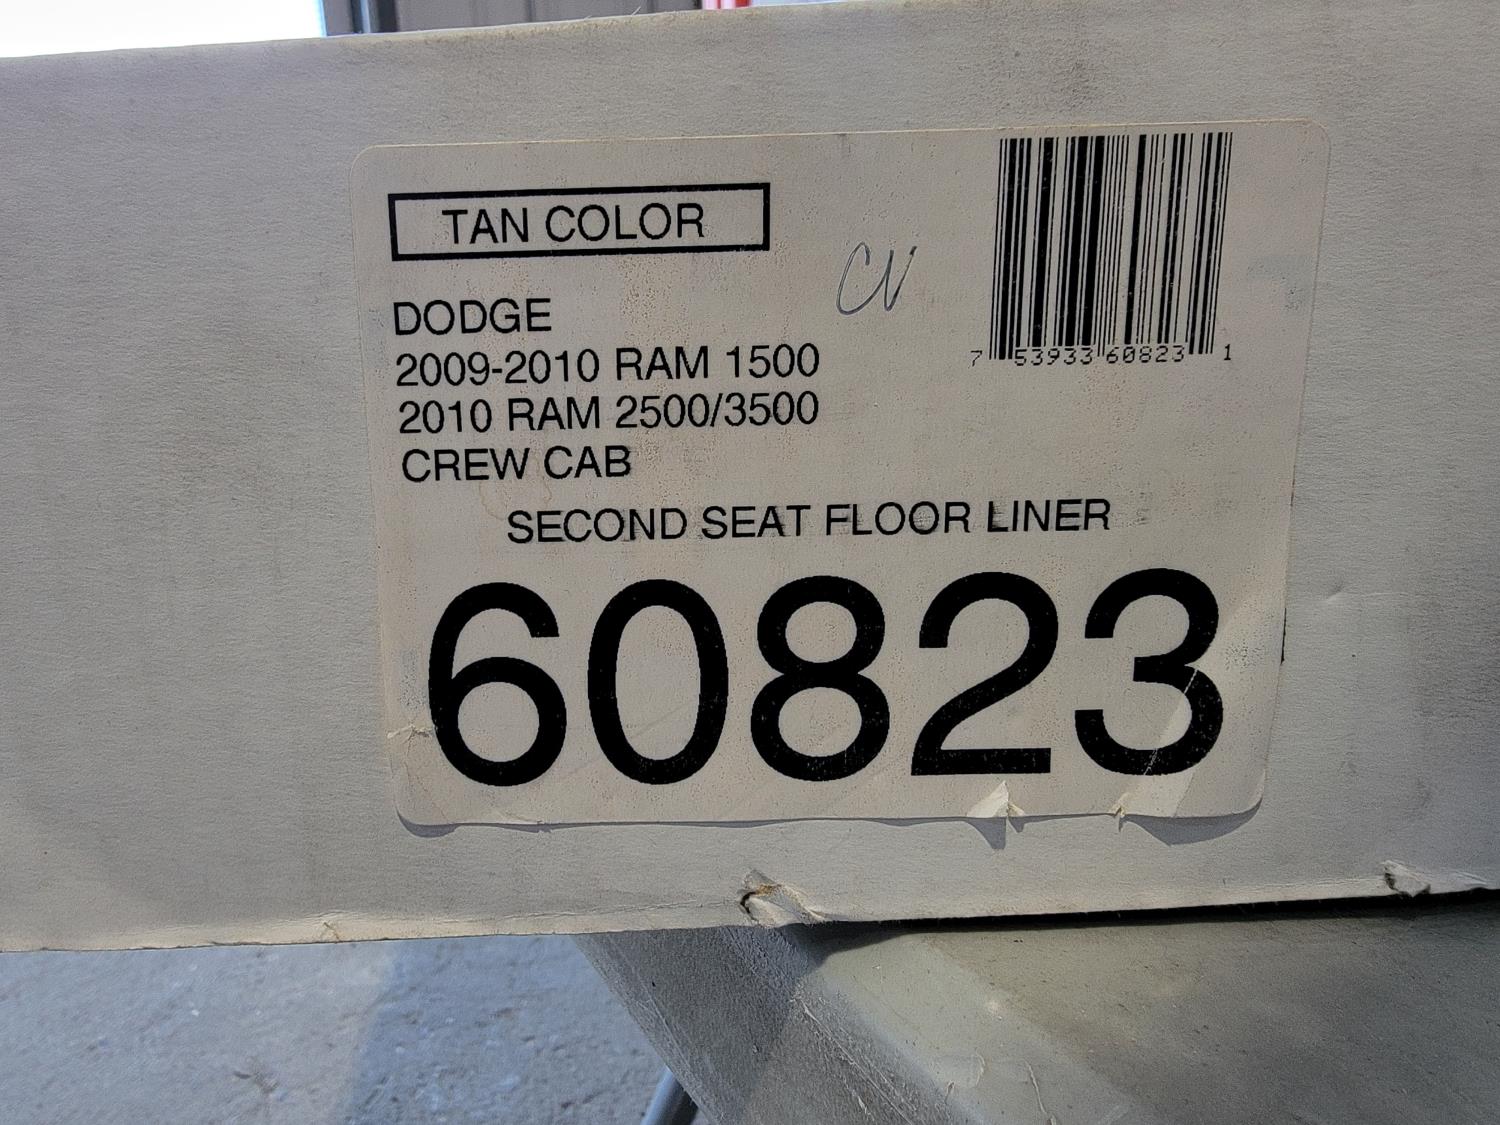 TAN COLOR
CN
DODGE
2009-2010 RAM 1500
2010 RAM 2500/3500
CREW CAB
7 53933 60823 1
SECOND SEAT FLOOR LINER
60823